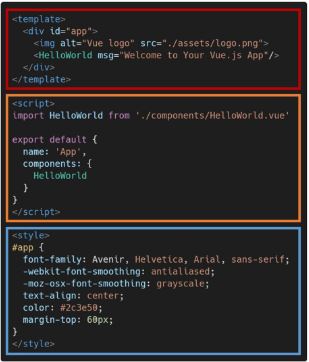 <template>
<div id="app">
<img alt="Vue logo" src="./assets/logo.png">
<HelloWorld msg="Welcome to Your Vue.js App"/>
</div>
</template>
<script>
import HelloWorld from './components/HelloWorld.vue'
export default {
name: 'App',
components: {
HelloWorld
}
}
</script>
<style>
#app {
font-family: Avenir, Helvetica, Arial, sans-serif;
-webkit-font-smoothing: antialiased;
-moz-osx-font-smoothing: grayscale;
text-align: center;
color: #2c3e50;
margin-top: 60px;
}
</style>